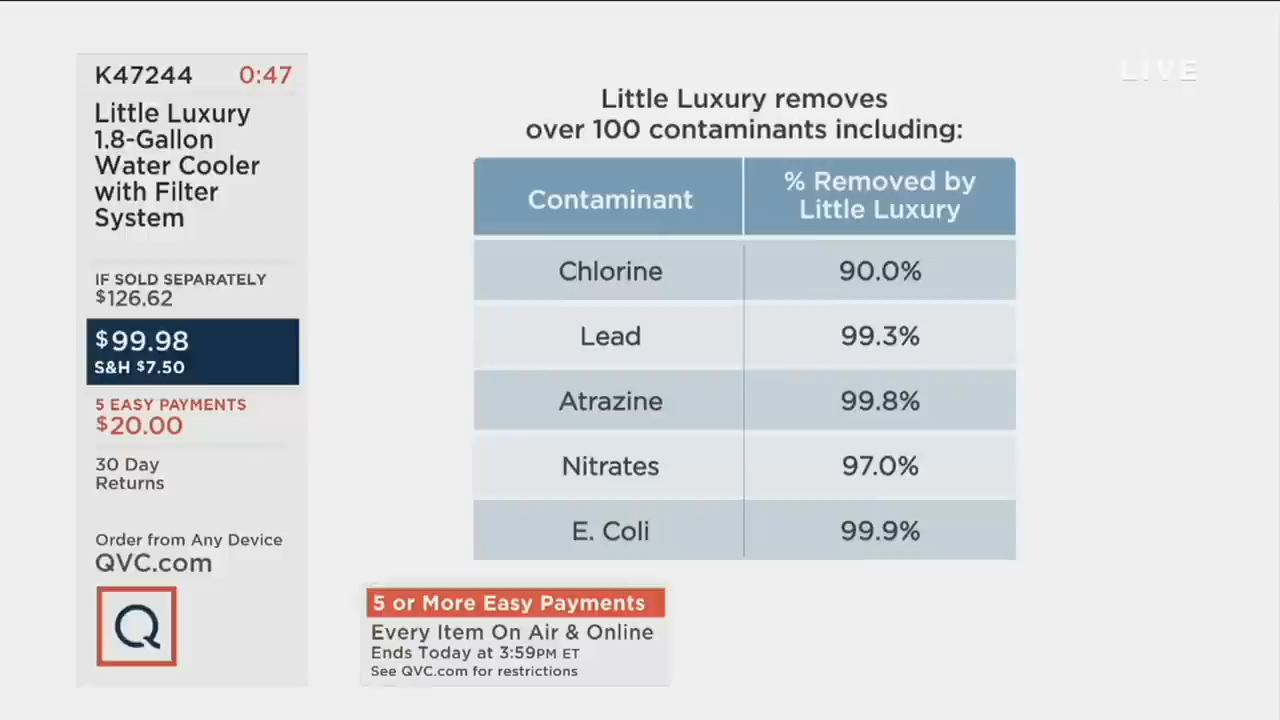 K47244 0:47
Little Luxury
1.8-Gallon
Water Cooler
with Filter
System
IF SOLD SEPARATELY
$126.62
$99.98
S&H $7.50
5 EASY PAYMENTS
$20.00
30 Day
Returns
Order from Any Device
QVC.com
Q
LIVE
Little Luxury removes
over 100 contaminants including:
Contaminant % Removed by
Little Luxury
Chlorine 90.0%
Lead 99.3%
Atrazine 99.8%
Nitrates 97.0%
E. Coli 99.9%
5 or More Easy Payments
Every Item On Air & Online
Ends Today at 3:59PM ET
See QVC.com for restrictions